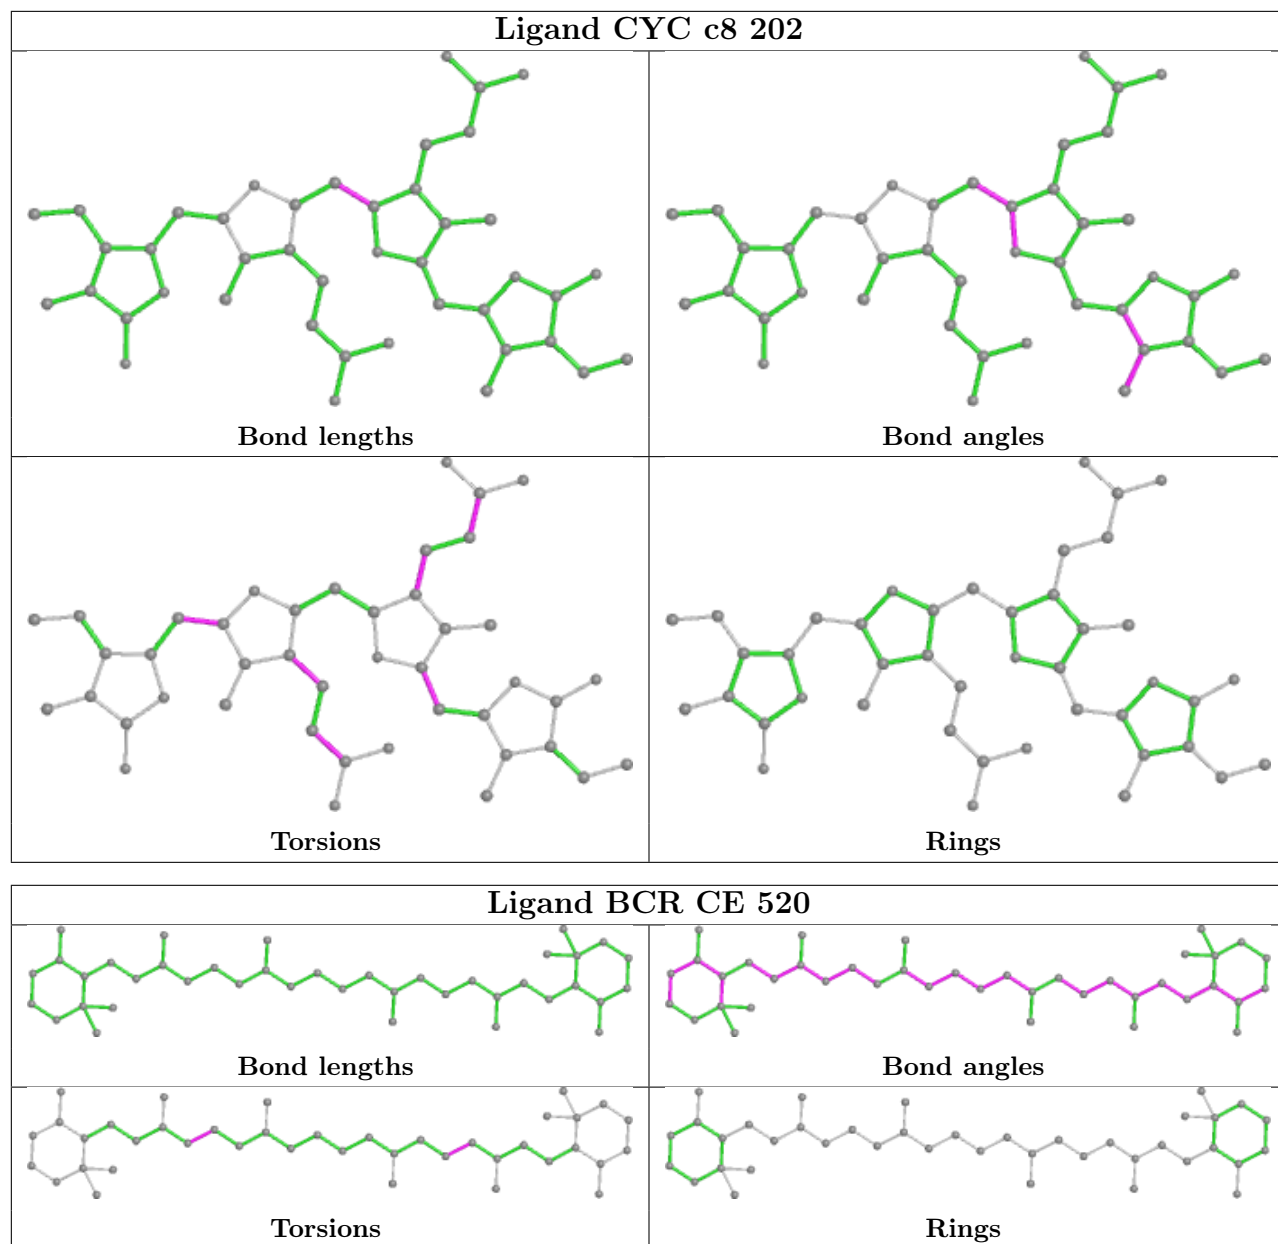 Ligand CYC c8 202
Bond lengths
Bond angles
Torsions
Rings
Ligand BCR CE 520
Bond lengths
Bond angles
Torsions
Rings